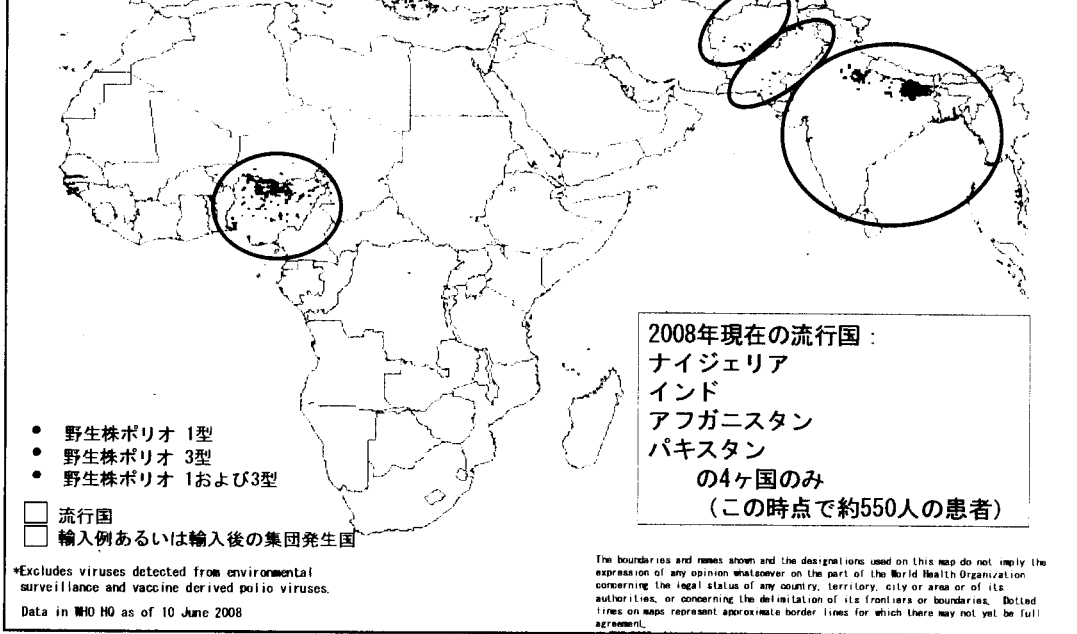 2008年現在の流行国：
ナイジェリア
インド
アフガニスタン
パキスタン
の4ヶ国のみ
（この時点で約550人の患者）
● 野生株ポリオ 1型
● 野生株ポリオ 3型
● 野生株ポリオ 1および3型
流行国
輸入例あるいは輸入後の集団発生国
*Excludes viruses detected from environmental
surveillance and vaccine derived polio viruses.
Data in WHO HQ as of 10 June 2008
The boundaries and names shown and the designations used on this map do not imply the
expression of any opinion whatsoever on the part of the World Health Organization
concerning the legal status of any country, territory, city or area or of its
authorities, or concerning the delimitation of its frontiers or boundaries. Dotted
lines on maps represent approximate border lines for which there may not yet be full
agreement.